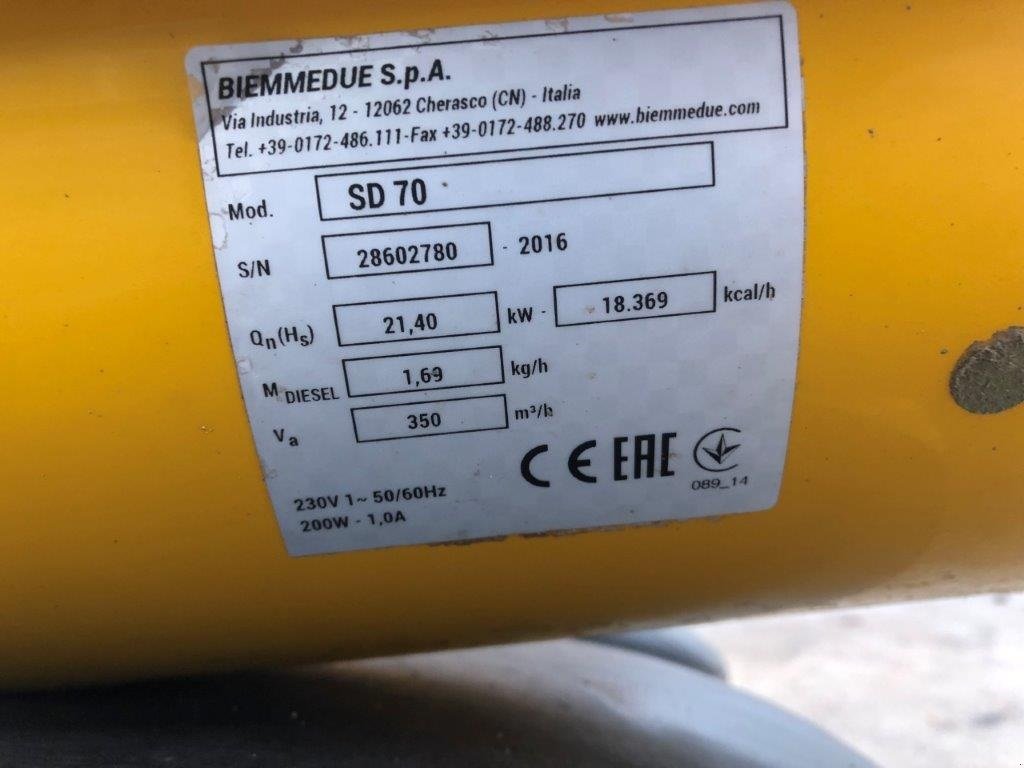 BIEMMEDUE S.p.A.
Via Industria, 12 - 12062 Cherasco (CN) - Italia
Tel. +39-0172-486.111-Fax +39-0172-488.270 www.biemmedue.com
Mod. SD 70
S/N 28602780 - 2016
Qn(Hs) 21,40 kW - 18.369 kcal/h
M DIESEL 1,69 kg/h
Va 350 m³/h
CE EAC
089_14
230V 1~ 50/60Hz
200W - 1,0A